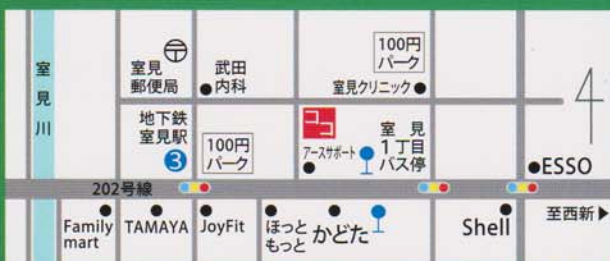 室見川
〒
室見
郵便局
武田
内科
100円
パーク
室見クリニック
地下鉄
室見駅
3
100円
パーク
ココ
アースサポート
室見
1丁目
バス停
ESSO
202号線
Family
mart
TAMAYA
JoyFit
ほっと
もっと
かどた
Shell
至西新▶
4